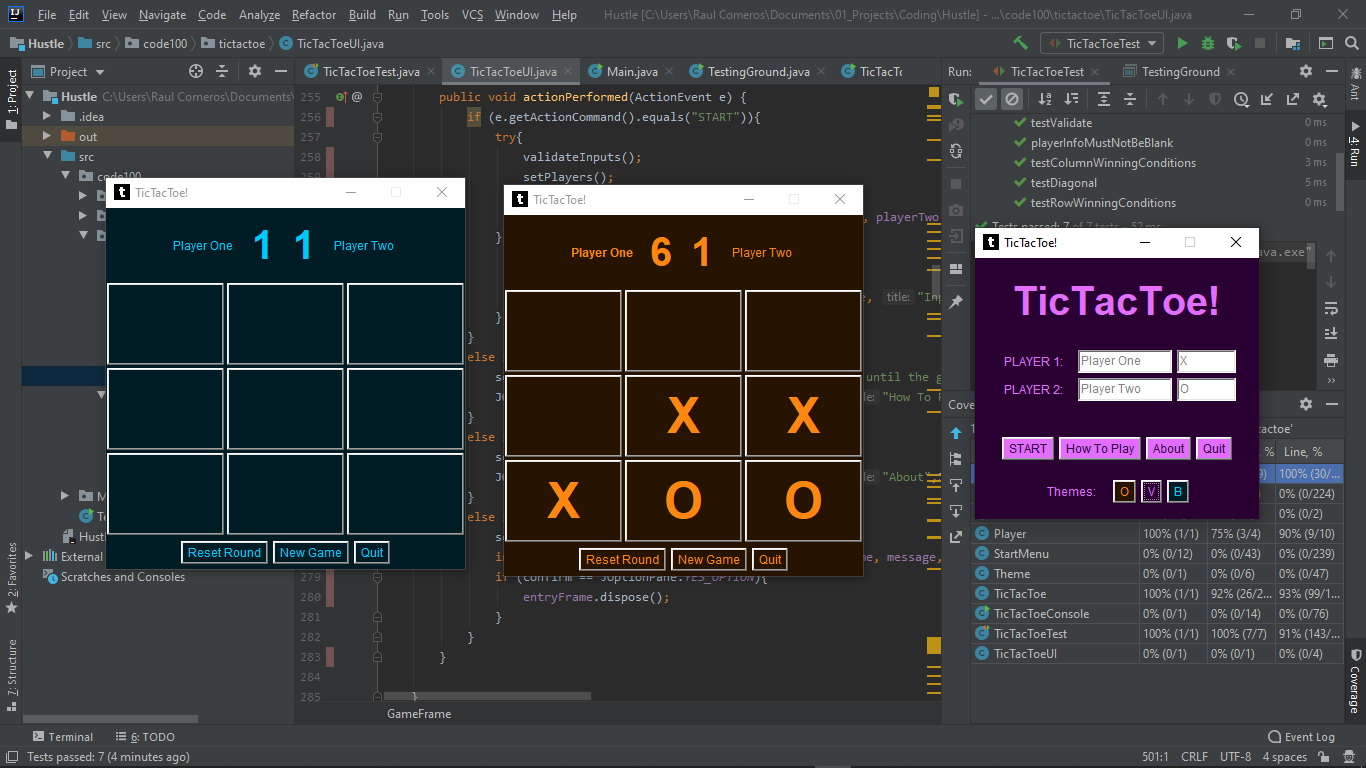 File Edit View Navigate Code Analyze Refactor Build Run Tools VCS Window Help Hustle [C:\Users\Raul Comeros\Documents\01_Projects\Coding\Hustle] - ...\code100\tictactoe\TicTacToeUI.java
Hustle src code100 tictactoe TicTacToeUI.java TicTacToeTest
1: Project
Project
TicTacToeTest.java TicTacToeUI.java Main.java TestingGround.java TicTacTo
Run: TicTacToeTest TestingGround
Ant
4: Run
Hustle C:\Users\Raul Comeros\Documents\
.idea
out
src
code100
255 public void actionPerformed(ActionEvent e) {
256 if (e.getActionCommand().equals("START")){
257 try{
258 validateInputs();
259 setPlayers();
, playerTwo
}
, title: "Inp
}
}
else
until the g
"How To
}
else
"About"
}
else
me, message,
279 if (confirm == JOptionPane.YES_OPTION){
280 entryFrame.dispose();
281 }
282 }
283 }
285 }
GameFrame
testValidate 0 ms
playerInfoMustNotBeBlank 0 ms
testColumnWinningConditions 3 ms
testDiagonal 5 ms
testRowWinningConditions 0 ms
Tests passed: 7 of 7 tests – 52 ms
ava.exe"
TicTacToe!
Player One 1 1 Player Two
Reset Round New Game Quit
TicTacToe!
Player One 6 1 Player Two
X X
X O O
Reset Round New Game Quit
TicTacToe!
TicTacToe!
PLAYER 1: Player One X
PLAYER 2: Player Two O
START How To Play About Quit
Themes: O V B
Cove
ctactoe'
%
Line, %
100% (30/...
0% (0/224)
0% (0/2)
Player 100% (1/1) 75% (3/4) 90% (9/10)
StartMenu 0% (0/12) 0% (0/43) 0% (0/239)
Theme 0% (0/1) 0% (0/6) 0% (0/47)
TicTacToe 100% (1/1) 92% (26/2... 93% (99/1...
TicTacToeConsole 0% (0/1) 0% (0/14) 0% (0/76)
TicTacToeTest 100% (1/1) 100% (7/7) 91% (143/...
TicTacToeUI 0% (0/1) 0% (0/1) 0% (0/4)
M
Te
Hust
External
Scratches and Consoles
2: Favorites
7: Structure
Coverage
Terminal 6: TODO Event Log
Tests passed: 7 (4 minutes ago) 501:1 CRLF UTF-8 4 spaces